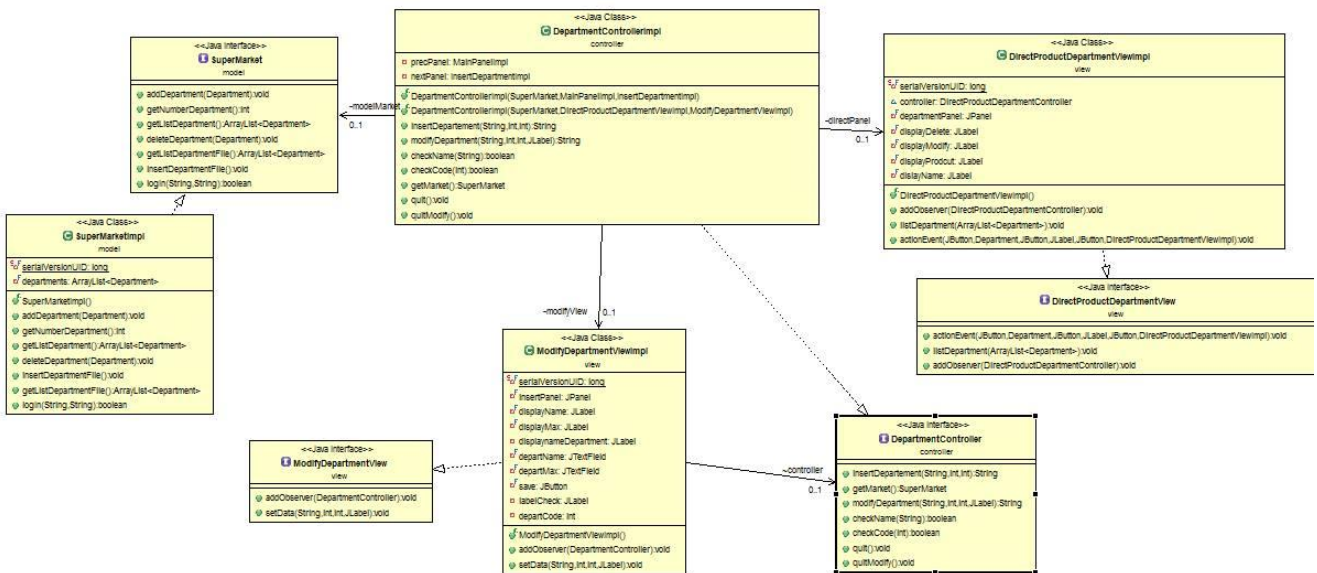 <<Java Interface>>
SuperMarket
model
addDepartment(Department):void
getNumberDepartment():int
getListDepartment():ArrayList<Department>
deleteDepartment(Department):void
getListDepartmentFile():ArrayList<Department>
insertDepartmentFile():void
login(String,String):boolean
<<Java Class>>
SuperMarketImpl
model
serialVersionUID: long
departments: ArrayList<Department>
SuperMarketImpl()
addDepartment(Department):void
getNumberDepartment():int
getListDepartment():ArrayList<Department>
deleteDepartment(Department):void
insertDepartmentFile():void
getListDepartmentFile():ArrayList<Department>
login(String,String):boolean
<<Java Class>>
DepartmentControllerImpl
controller
precPanel: MainPanelImpl
nextPanel: InsertDepartmentImpl
DepartmentControllerImpl(SuperMarket,MainPanelImpl,InsertDepartmentImpl)
DepartmentControllerImpl(SuperMarket,DirectProductDepartmentViewImpl,ModifyDepartmentViewImpl)
insertDepartement(String,int,int):String
modifyDepartment(String,int,int,JLabel):String
checkName(String):boolean
checkCode(int):boolean
getMarket():SuperMarket
quit():void
quitModify():void
~modelMarket
0..1
~directPanel
0..1
~modifyView
0..1
<<Java Class>>
DirectProductDepartmentViewImpl
view
serialVersionUID: long
controller: DirectProductDepartmentController
departmentPanel: JPanel
displayDelete: JLabel
displayModify: JLabel
displayProdcut: JLabel
dislayName: JLabel
DirectProductDepartmentViewImpl()
addObserver(DirectProductDepartmentController):void
listDepartment(ArrayList<Department>):void
actionEvent(JButton,Department,JButton,JLabel,JButton,DirectProductDepartmentViewImpl):void
<<Java Interface>>
DirectProductDepartmentView
view
actionEvent(JButton,Department,JButton,JLabel,JButton,DirectProductDepartmentViewImpl):void
listDepartment(ArrayList<Department>):void
addObserver(DirectProductDepartmentController):void
<<Java Class>>
ModifyDepartmentViewImpl
view
serialVersionUID: long
insertPanel: JPanel
displayName: JLabel
displayMax: JLabel
displaynameDepartment: JLabel
departName: JTextField
departMax: JTextField
save: JButton
labelCheck: JLabel
departCode: int
ModifyDepartmentViewImpl()
addObserver(DepartmentController):void
setData(String,int,int,JLabel):void
<<Java Interface>>
ModifyDepartmentView
view
addObserver(DepartmentController):void
setData(String,int,int,JLabel):void
~controller
0..1
<<Java Interface>>
DepartmentController
controller
insertDepartement(String,int,int):String
getMarket():SuperMarket
modifyDepartment(String,int,int,JLabel):String
checkName(String):boolean
checkCode(int):boolean
quit():void
quitModify():void